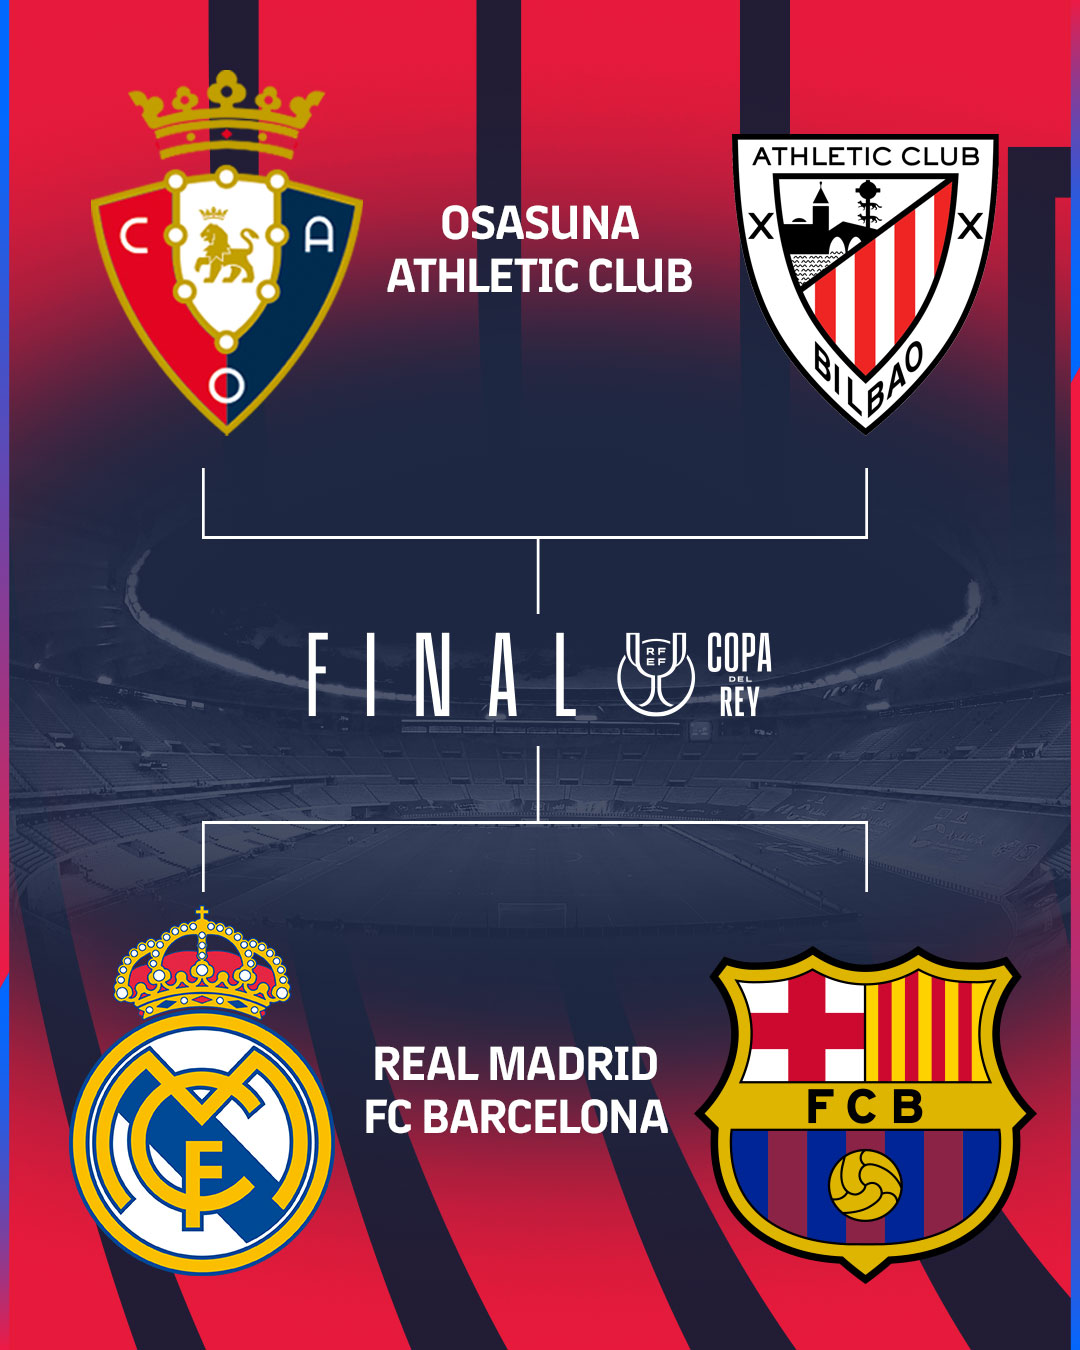 C A
O
OSASUNA
ATHLETIC CLUB
ATHLETIC CLUB
X X
BILBAO
FINAL
RF
EF
COPA
DEL
REY
REAL MADRID
FC BARCELONA
FCB